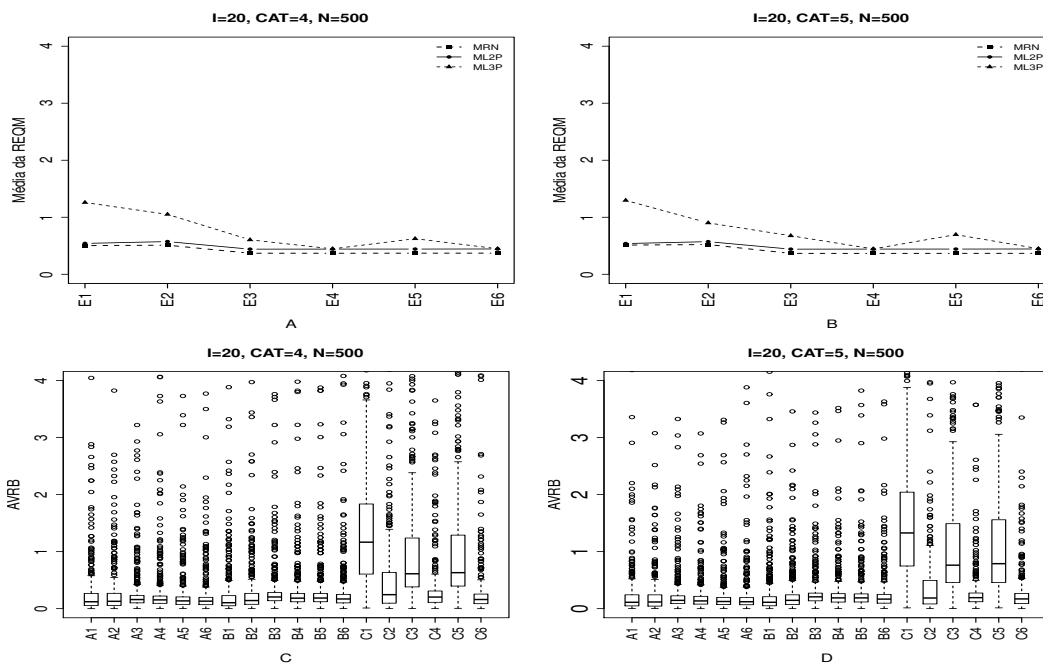 I=20, CAT=4, N=500
4
3
2
1
0
Média da REQM
MRN
ML2P
ML3P
E1 E2 E3 E4 E5 E6
A
I=20, CAT=5, N=500
4
3
2
1
0
Média da REQM
MRN
ML2P
ML3P
E1 E2 E3 E4 E5 E6
B
I=20, CAT=4, N=500
4
3
2
1
0
AVRB
A1 A2 A3 A4 A5 A6 B1 B2 B3 B4 B5 B6 C1 C2 C3 C4 C5 C6
C
I=20, CAT=5, N=500
4
3
2
1
0
AVRB
A1 A2 A3 A4 A5 A6 B1 B2 B3 B4 B5 B6 C1 C2 C3 C4 C5 C6
D